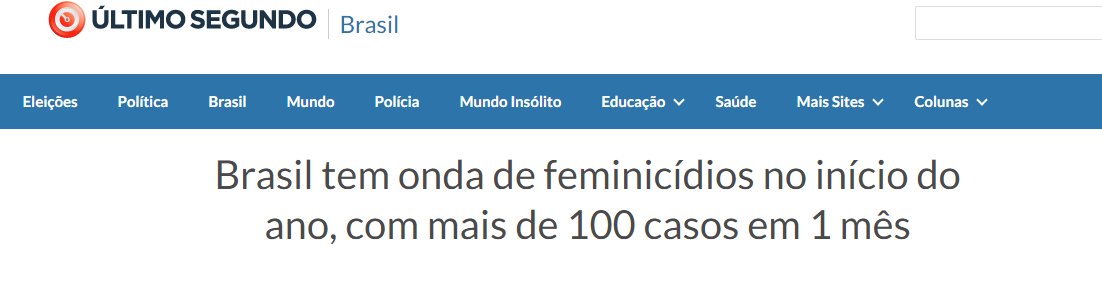 ÚLTIMO SEGUNDO Brasil
Eleições Política Brasil Mundo Polícia Mundo Insólito Educação Saúde Mais Sites Colunas
Brasil tem onda de feminicídios no início do
ano, com mais de 100 casos em 1 mês